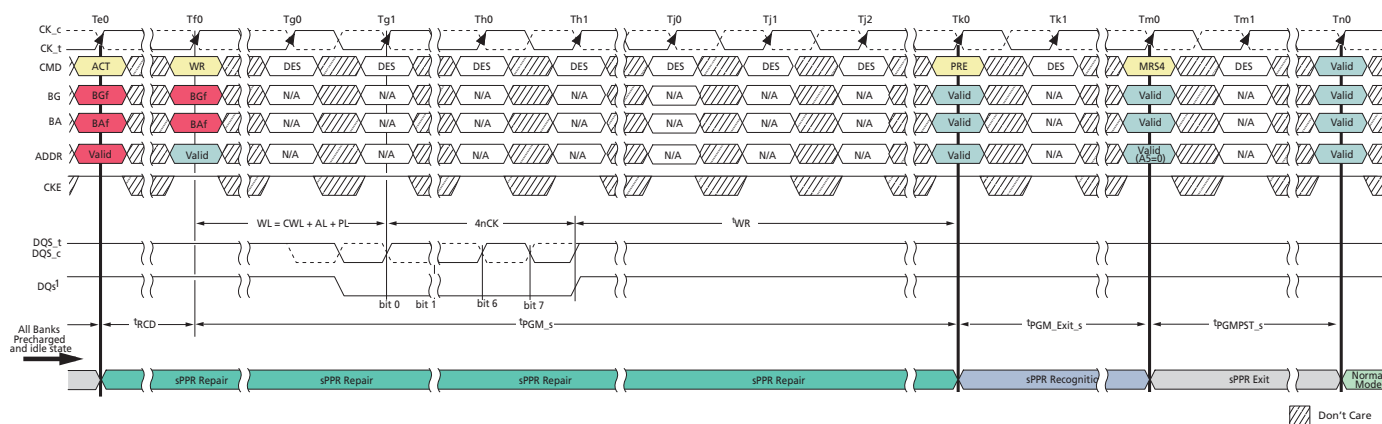 Te0 Tf0 Tg0 Tg1 Th0 Th1 Tj0 Tj1 Tj2 Tk0 Tk1 Tm0 Tm1 Tn0
CK_c
CK_t
CMD ACT WR DES DES DES DES DES DES DES PRE DES MRS4 DES Valid
BG BGf BGf N/A N/A N/A N/A N/A N/A N/A Valid N/A Valid N/A Valid
BA BAf BAf N/A N/A N/A N/A N/A N/A N/A Valid N/A Valid N/A Valid
ADDR Valid Valid N/A N/A N/A N/A N/A N/A N/A Valid N/A Valid (A5=0) N/A Valid
CKE
WL = CWL + AL + PL 4nCK tWR
DQS_t
DQS_c
DQs1
bit 0 bit 1 bit 6 bit 7
All Banks
Precharged
and idle state
tRCD tPGM_s tPGM_Exit_s tPGMPST_s
sPPR Repair sPPR Repair sPPR Repair sPPR Repair sPPR Recognitic sPPR Exit Norma
Mode
Don't Care